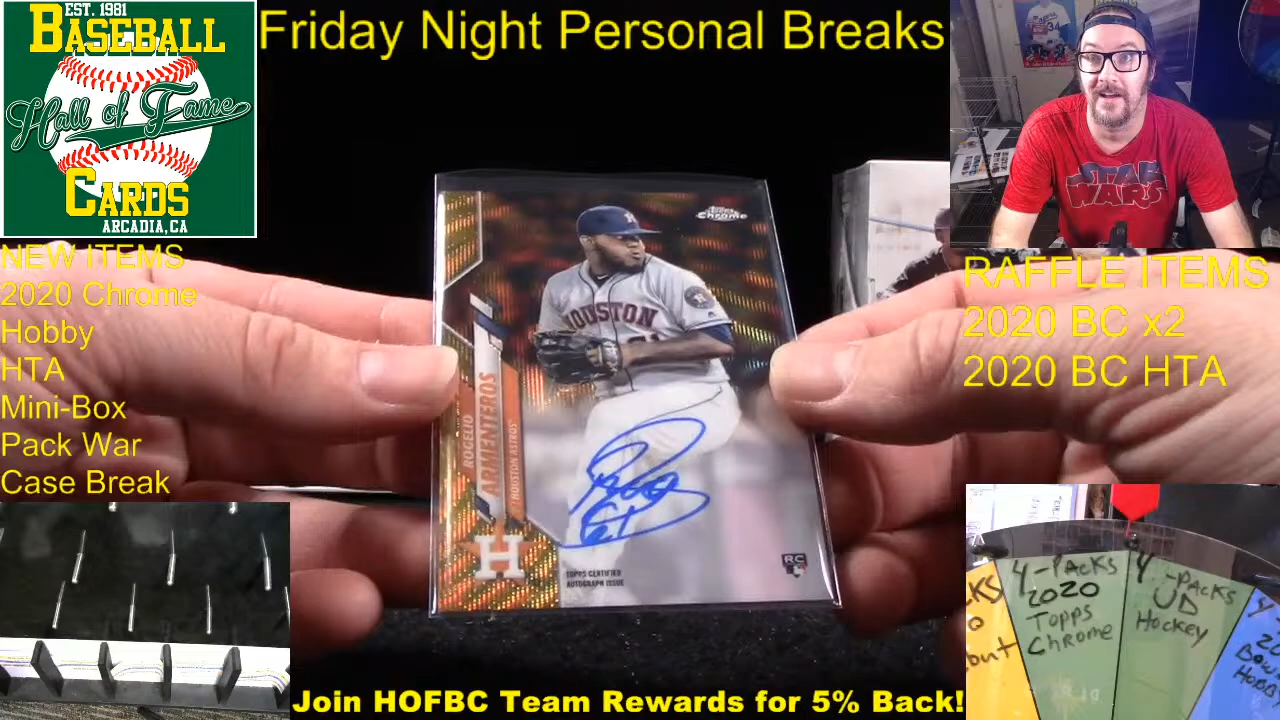 EST. 1981
BASEBALL
Hall of Fame
CARDS
ARCADIA, CA
Friday Night Personal Breaks
NEW ITEMS
2020 Chrome
Hobby
HTA
Mini-Box
Pack War
Case Break
Topps
Chrome
HOUSTON
ROGELIO
ARMENTEROS
HOUSTON ASTROS
H
61
TOPPS CERTIFIED
AUTOGRAPH ISSUE
RC
STAR
WARS
RAFFLE ITEMS
2020 BC x2
2020 BC HTA
4-PACKS
2020
Topps
Chrome
4-PACKS
UD
Hockey
Join HOFBC Team Rewards for 5% Back!